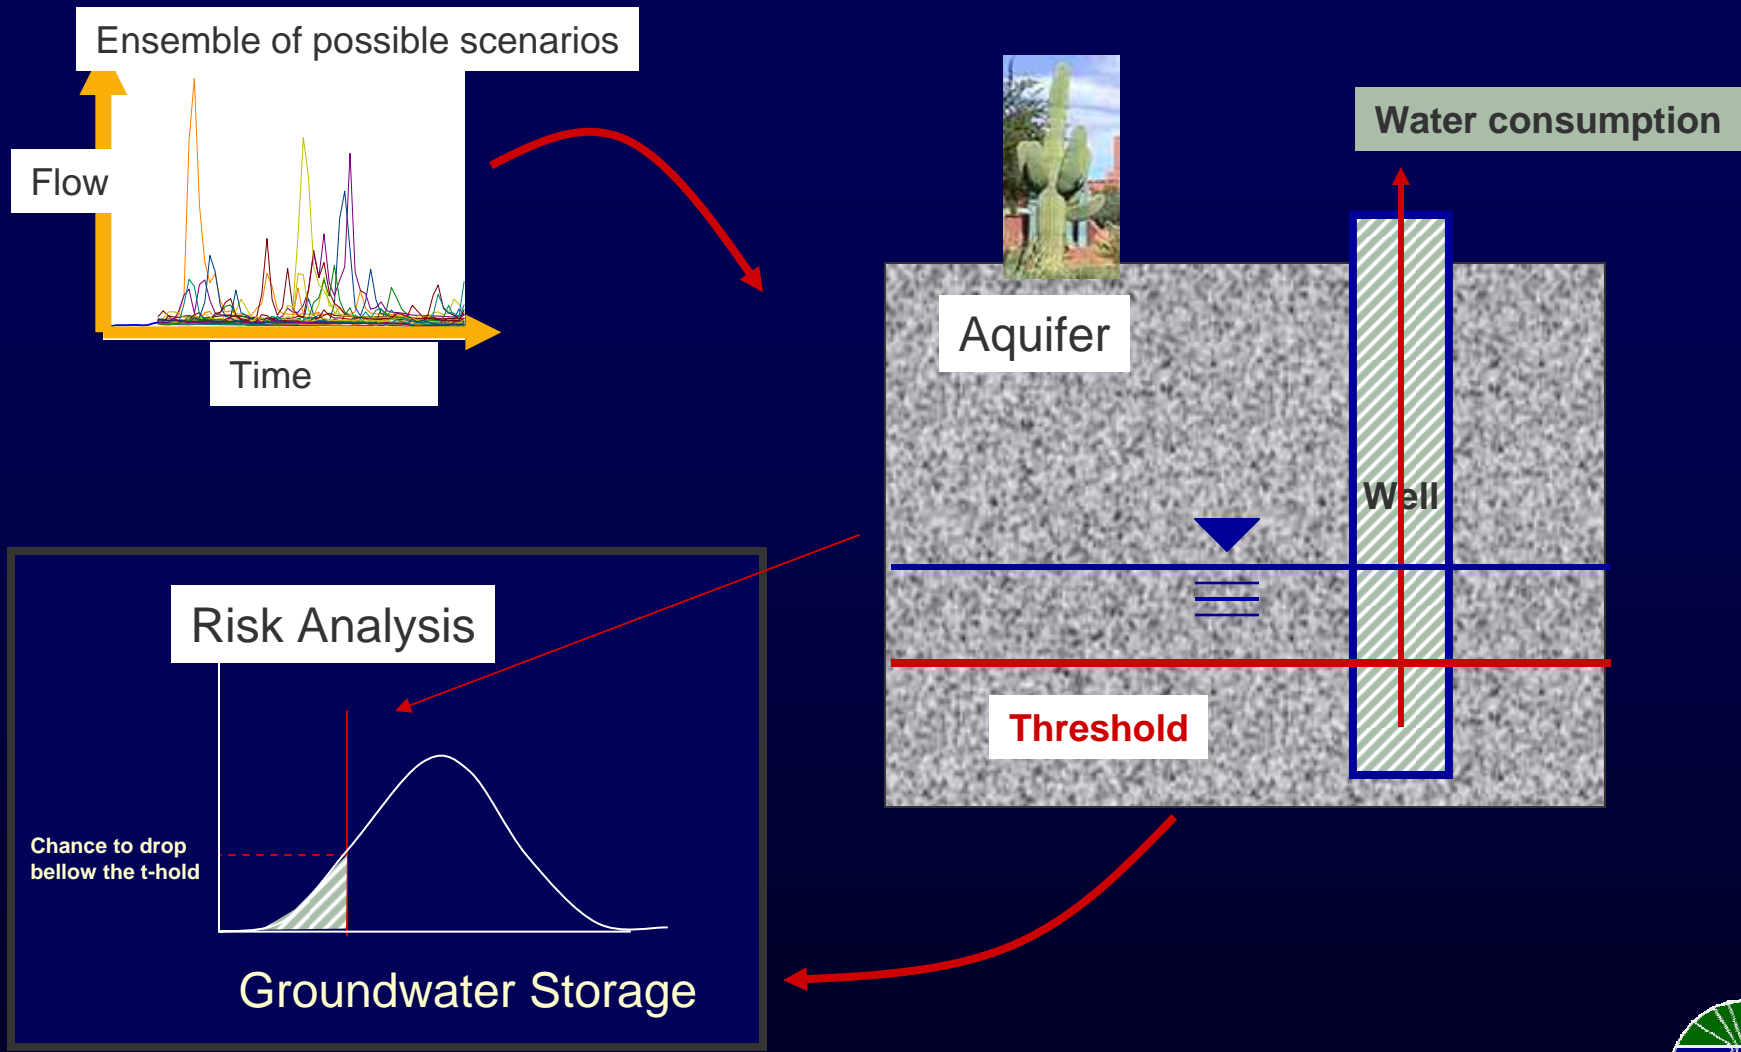 Ensemble of possible scenarios
Flow
Time
Water consumption
Aquifer
Well
Threshold
Risk Analysis
Chance to drop
bellow the t-hold
Groundwater Storage